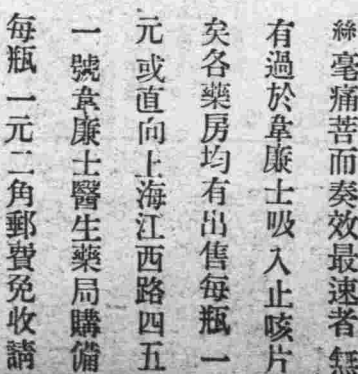 絲毫痛苦而奏效最速者無
有過於韋廉士吸入止咳片
矣各藥房均有出售每瓶一
元或直向上海江西路四五
一號韋廉士醫生藥局購備
每瓶一元二角郵費免收請